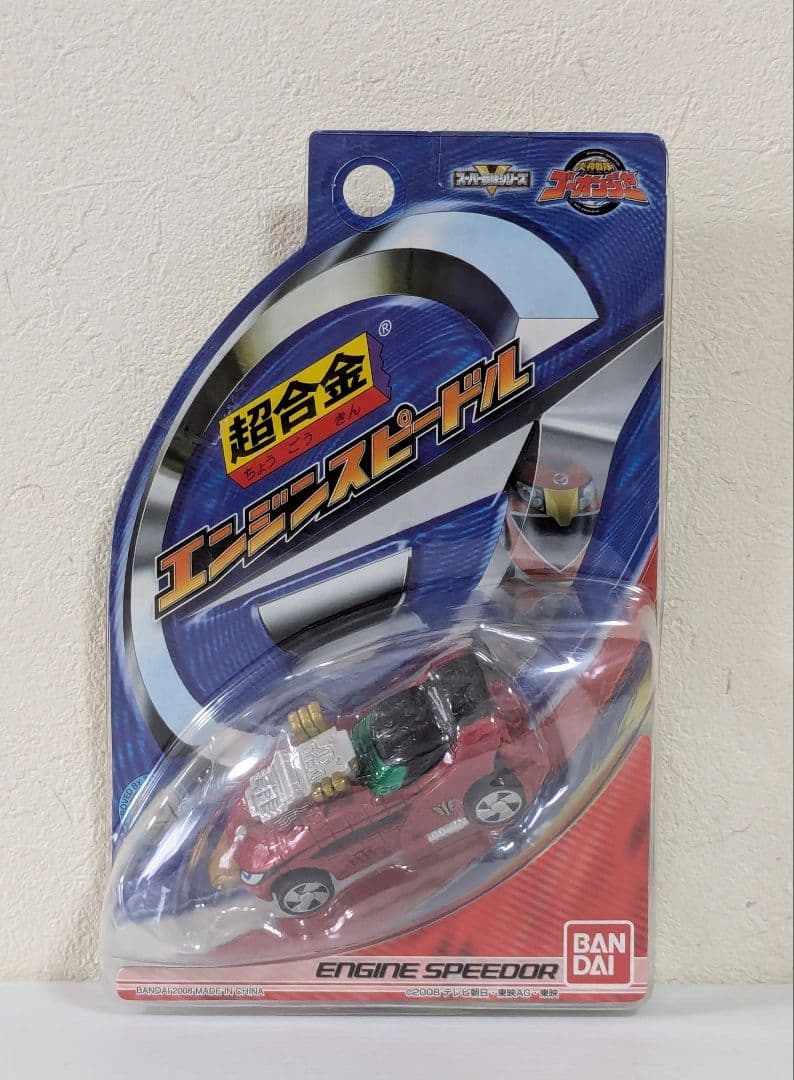 スーパー戦隊シリーズ
炎神戦隊
ゴーオンジャー
超合金®
ちょう ごう きん
エンジンスピードル
ENGINE SPEEDOR
BAN
DAI
BANDAI 2008 MADE IN CHINA
©2008 テレビ朝日・東映AG・東映